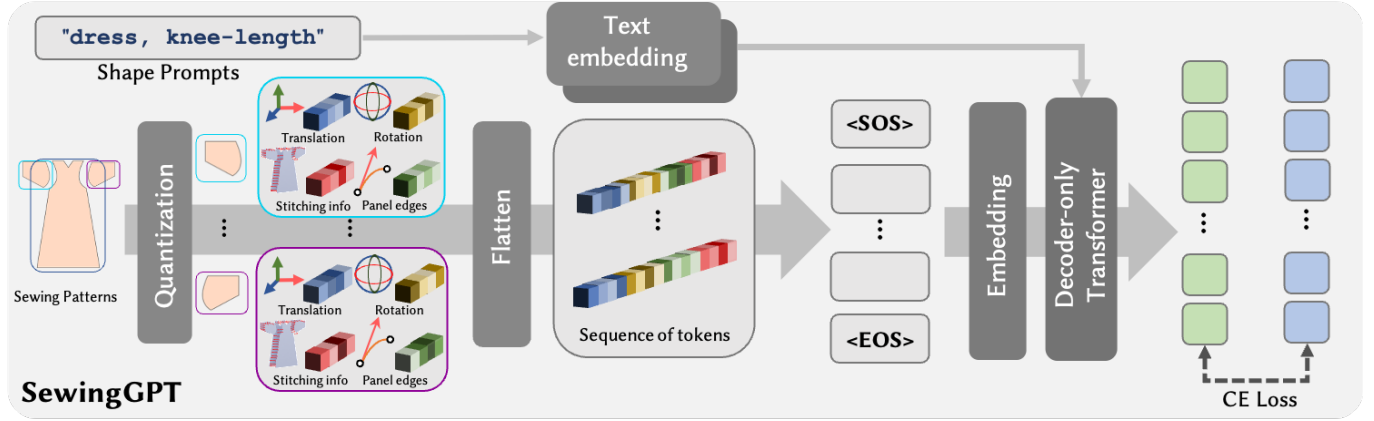 "dress, knee-length"
Shape Prompts
Text
embedding
Sewing Patterns
Quantization
Translation
Rotation
Stitching info
Panel edges
Translation
Rotation
Stitching info
Panel edges
Flatten
Sequence of tokens
<SOS>
<EOS>
Embedding
Decoder-only
Transformer
CE Loss
SewingGPT